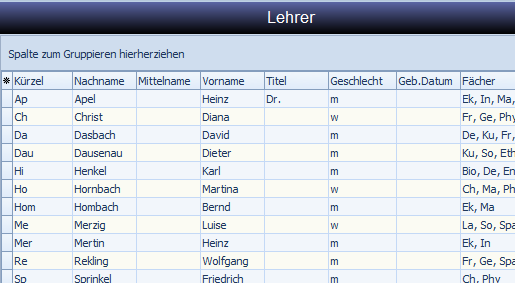 Lehrer
Spalte zum Gruppieren hierherziehen
Kürzel Nachname Mittelname Vorname Titel Geschlecht Geb.Datum Fächer
Ap Apel Heinz Dr. m Ek, In, Ma,
Ch Christ Diana w Fr, Ge, Phy
Da Dasbach David m De, Ku, Fr,
Dau Dausenau Dieter m Ku, So, Eth
Hi Henkel Karl m Bio, De, En
Ho Hornbach Martina w Ch, Ma, Ph
Hom Hombach Bernd m Ek, Ma
Me Merzig Luise w La, So, Spa
Mer Mertin Heinz m Ek, In
Re Rekling Wolfgang m Fr, Ge, Spa
Sp Sprinkel Friedrich m Ch, Phy